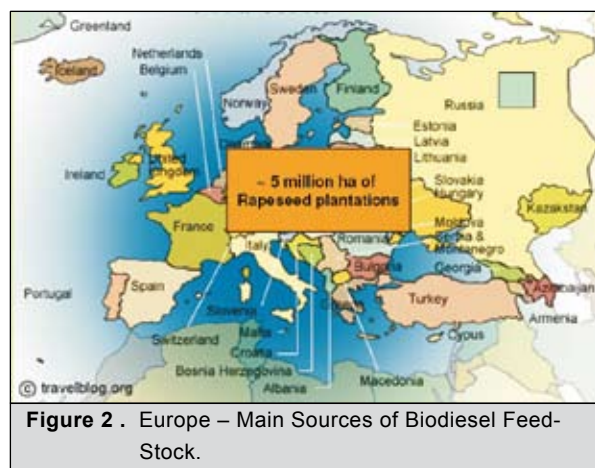 Greenland
Iceland
Netherlands
Belgium
Norway
Sweden
Finland
Russia
Estonia
Latvia
Lithuania
Ireland
United
Kingdom
~ 5 million ha of
Rapeseed plantations
Slovakia
Hungary
Moldova
Serbia &
Montenegro
Kazakstan
France
Romania
Italy
Bulgaria
Georgia
Azerbaijan
Armenia
Portugal
Spain
Turkey
Cyprus
Slovenia
Malta
Switzerland
Croatia
Bosnia Herzegovina
Albania
Macedonia
© travelblog.org
Figure 2 . Europe – Main Sources of Biodiesel Feed-
Stock.